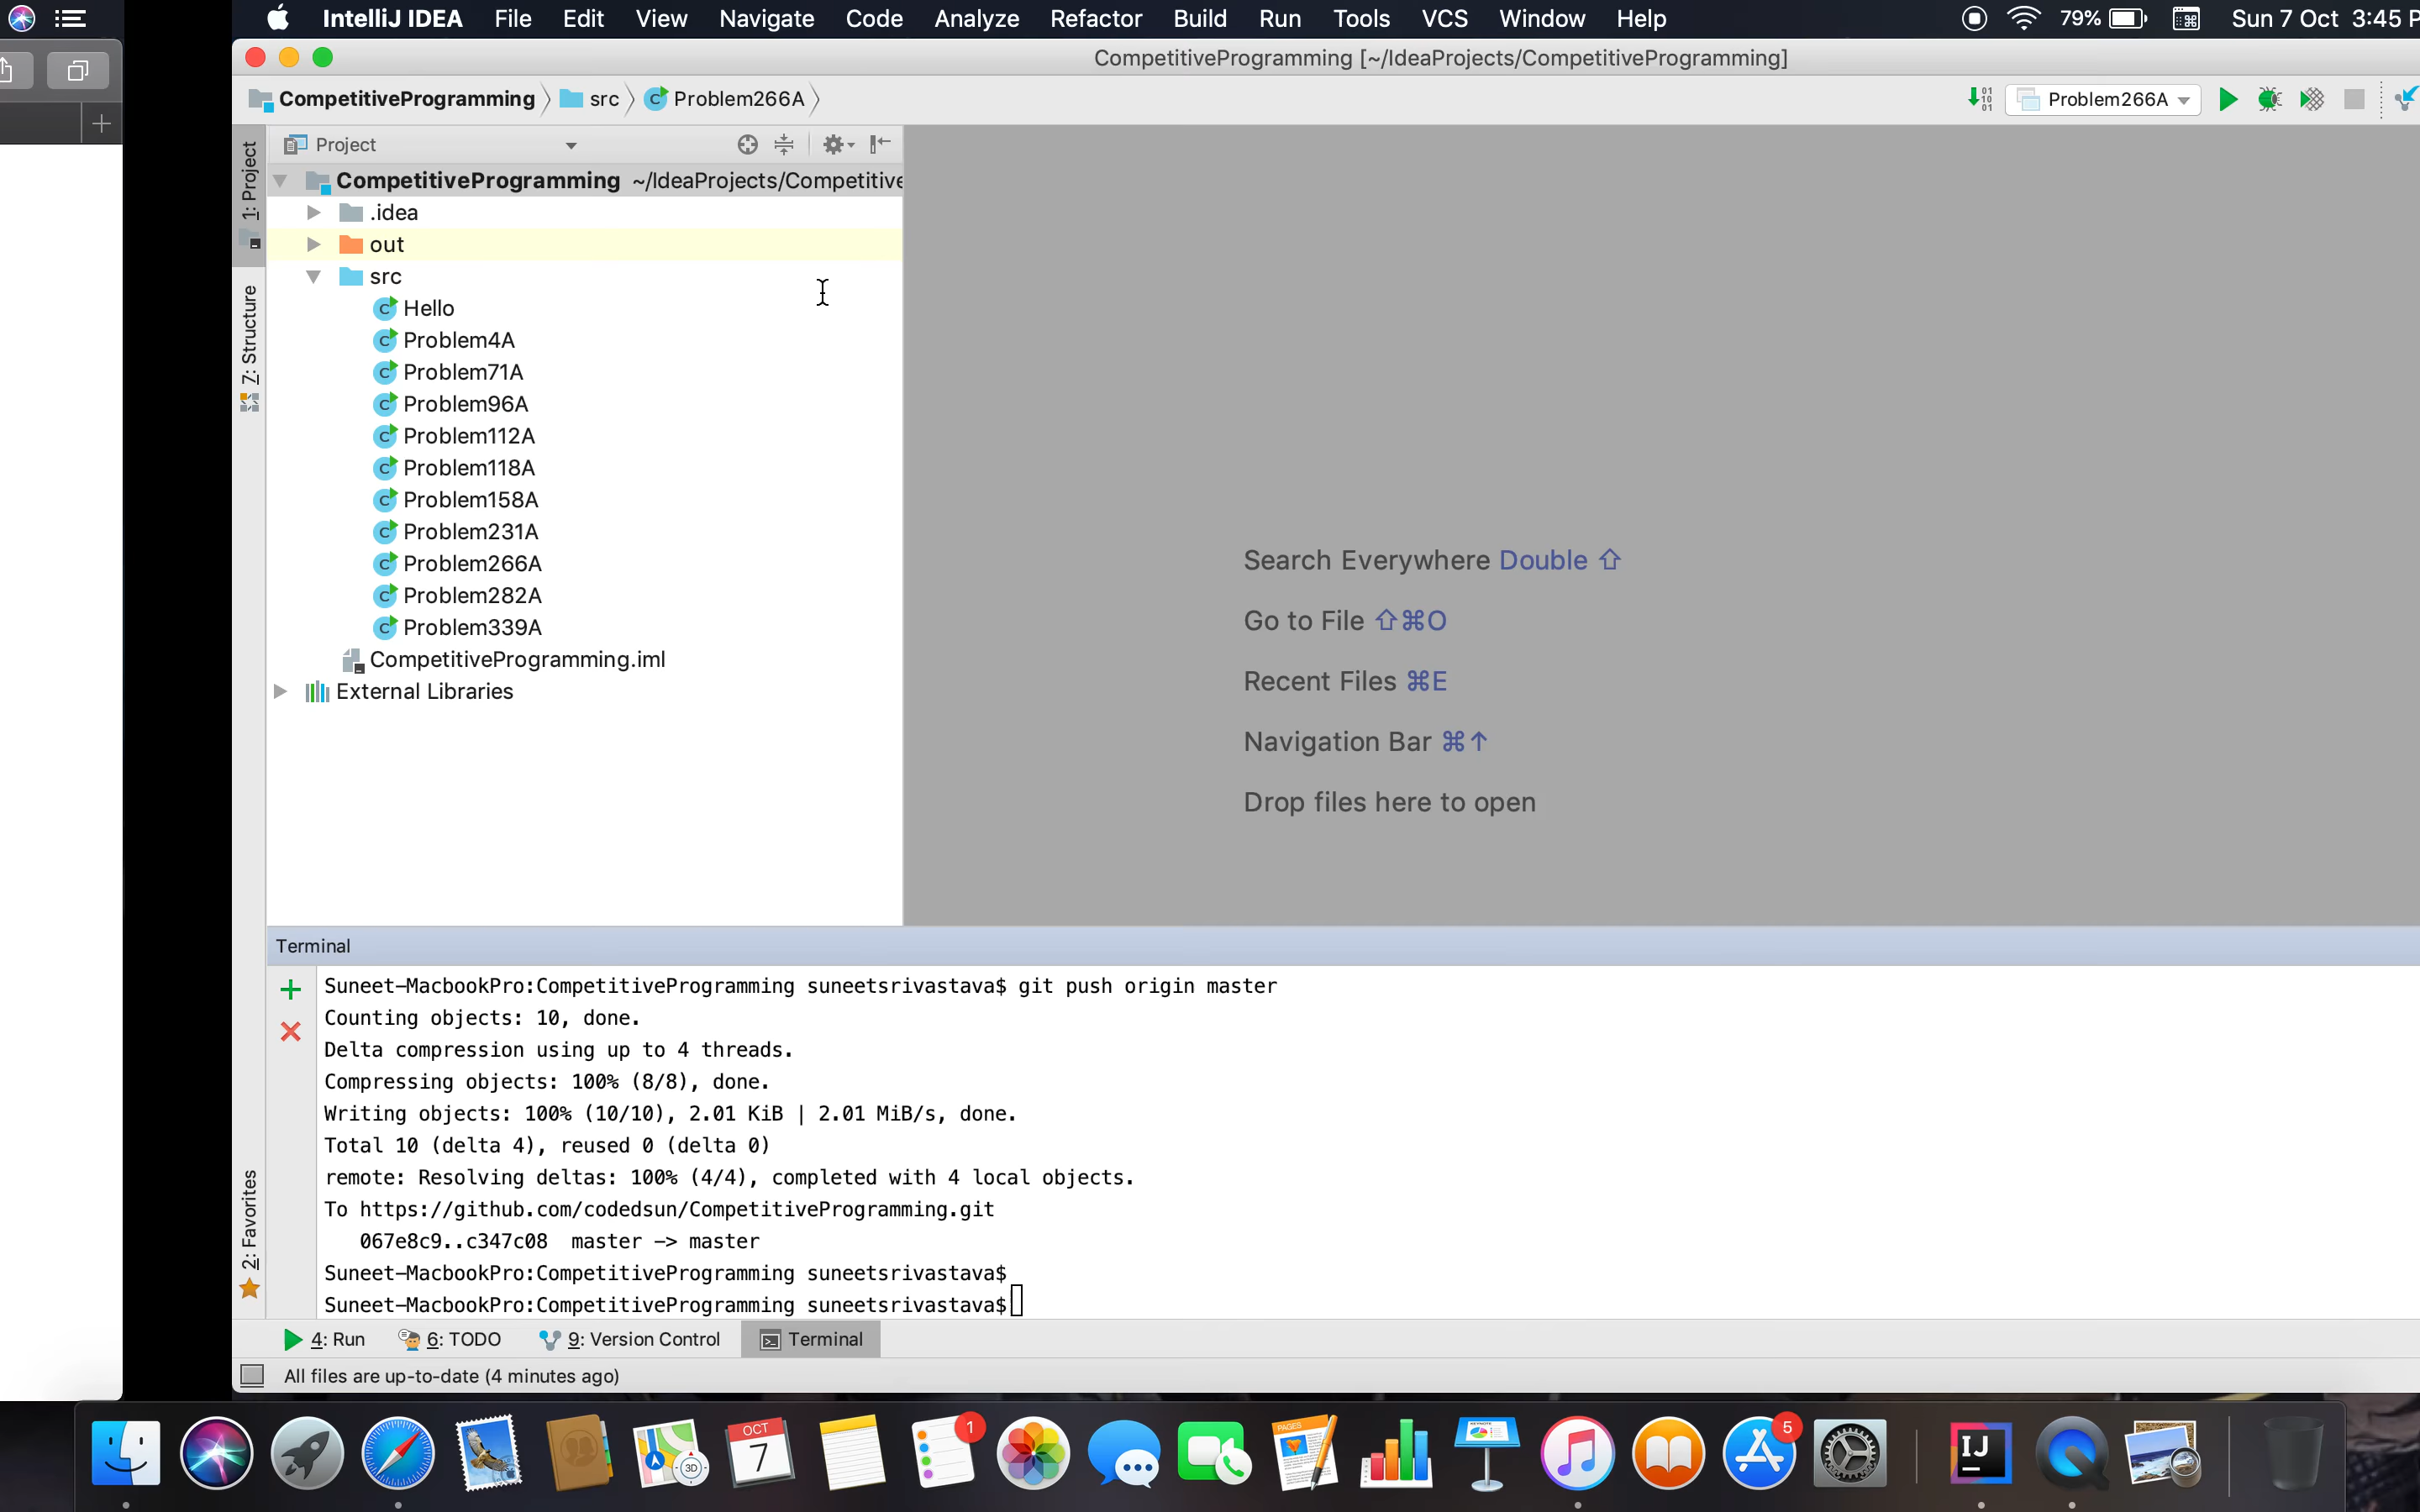 IntelliJ IDEA File Edit View Navigate Code Analyze Refactor Build Run Tools VCS Window Help 79% Sun 7 Oct 3:45 P
CompetitiveProgramming [~/IdeaProjects/CompetitiveProgramming]
CompetitiveProgramming src Problem266A Problem266A
1: Project
Project
CompetitiveProgramming ~/IdeaProjects/Competitive
.idea
out
src
Hello
Problem4A
Problem71A
Problem96A
Problem112A
Problem118A
Problem158A
Problem231A
Problem266A
Problem282A
Problem339A
CompetitiveProgramming.iml
External Libraries
7: Structure
Search Everywhere Double ⇧
Go to File ⇧⌘O
Recent Files ⌘E
Navigation Bar ⌘↑
Drop files here to open
Terminal
Suneet-MacbookPro:CompetitiveProgramming suneetsrivastava$ git push origin master
Counting objects: 10, done.
Delta compression using up to 4 threads.
Compressing objects: 100% (8/8), done.
Writing objects: 100% (10/10), 2.01 KiB | 2.01 MiB/s, done.
Total 10 (delta 4), reused 0 (delta 0)
remote: Resolving deltas: 100% (4/4), completed with 4 local objects.
To https://github.com/codedsun/CompetitiveProgramming.git
067e8c9..c347c08 master -> master
Suneet-MacbookPro:CompetitiveProgramming suneetsrivastava$
Suneet-MacbookPro:CompetitiveProgramming suneetsrivastava$
2: Favorites
4: Run 6: TODO 9: Version Control Terminal
All files are up-to-date (4 minutes ago)
OCT
7
3D
1
PAGES
5
IJ